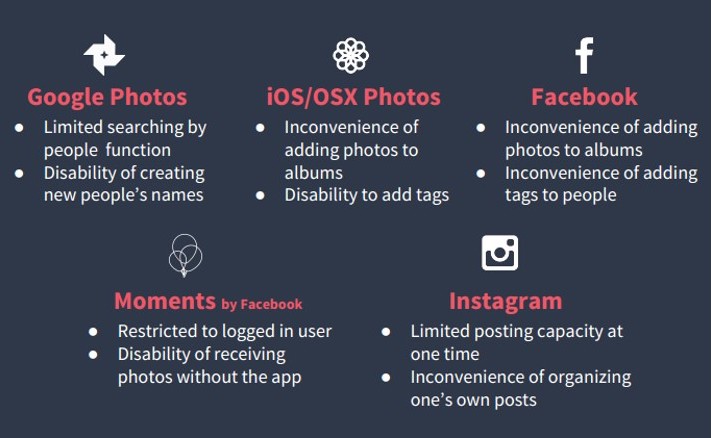 Google Photos
● Limited searching by
people function
● Disability of creating
new people's names
iOS/OSX Photos
● Inconvenience of
adding photos to
albums
● Disability to add tags
Facebook
● Inconvenience of adding
photos to albums
● Inconvenience of adding
tags to people
Moments by Facebook
● Restricted to logged in user
● Disability of receiving
photos without the app
Instagram
● Limited posting capacity at
one time
● Inconvenience of organizing
one's own posts